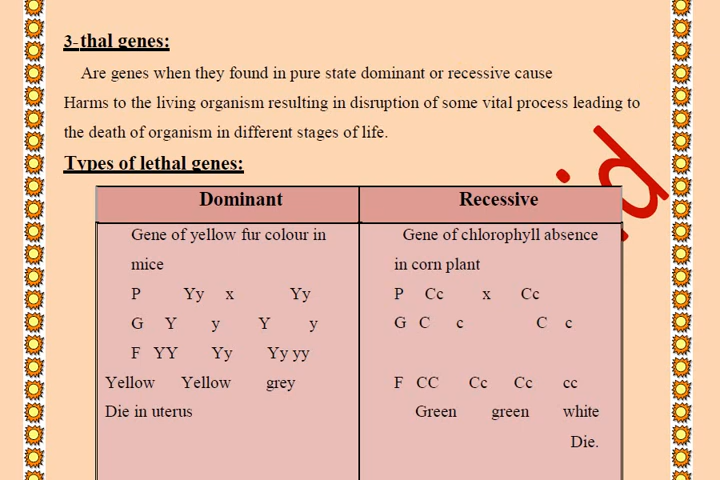 3-thal genes:
Are genes when they found in pure state dominant or recessive cause
Harms to the living organism resulting in disruption of some vital process leading to
the death of organism in different stages of life.
Types of lethal genes:
Dominant
Gene of yellow fur colour in
mice
P Yy x Yy
G Y y Y y
F YY Yy Yy yy
Yellow Yellow grey
Die in uterus
Recessive
Gene of chlorophyll absence
in corn plant
P Cc x Cc
G C c C c
F CC Cc Cc cc
Green green white
Die.